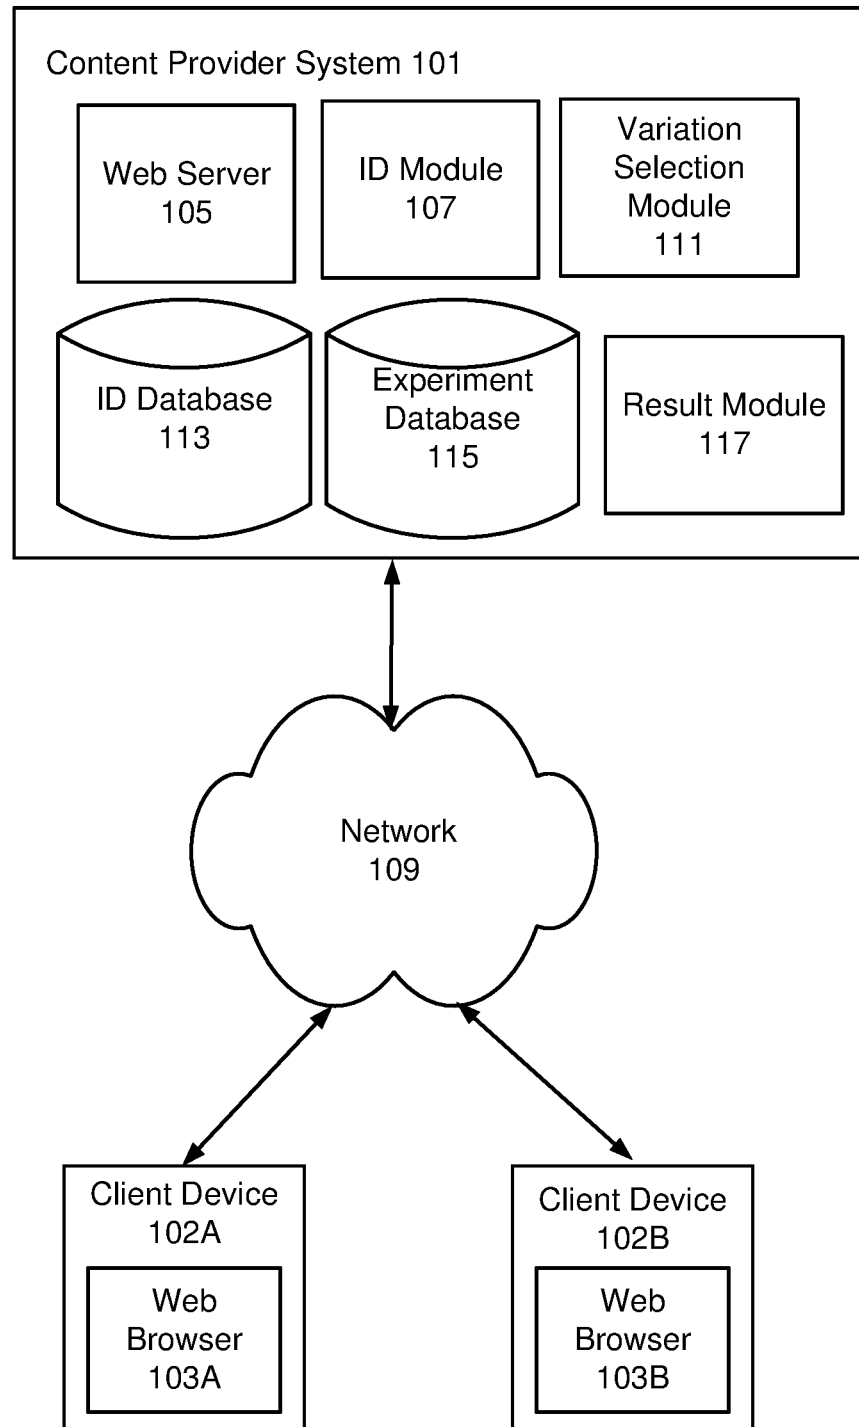 Content Provider System 101
Web Server
105
ID Module
107
Variation
Selection
Module
111
ID Database
113
Experiment
Database
115
Result Module
117
Network
109
Client Device
102A
Web
Browser
103A
Client Device
102B
Web
Browser
103B